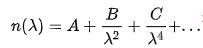 n(λ) = A + B/λ² + C/λ⁴ + …